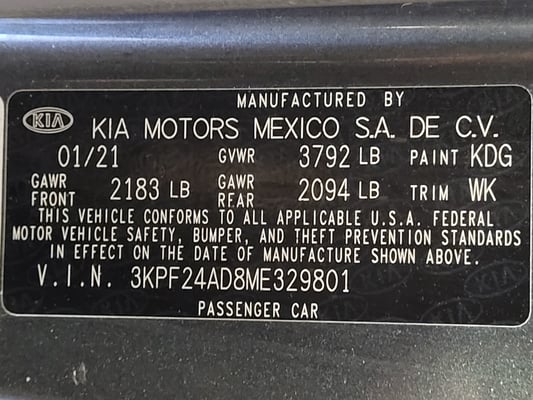 MANUFACTURED BY
KIA KIA MOTORS MEXICO S.A. DE C.V.
01/21 GVWR 3792 LB PAINT KDG
GAWR FRONT 2183 LB GAWR REAR 2094 LB TRIM WK
THIS VEHICLE CONFORMS TO ALL APPLICABLE U.S.A. FEDERAL
MOTOR VEHICLE SAFETY, BUMPER, AND THEFT PREVENTION STANDARDS
IN EFFECT ON THE DATE OF MANUFACTURE SHOWN ABOVE.
V.I.N. 3KPF24AD8ME329801
PASSENGER CAR